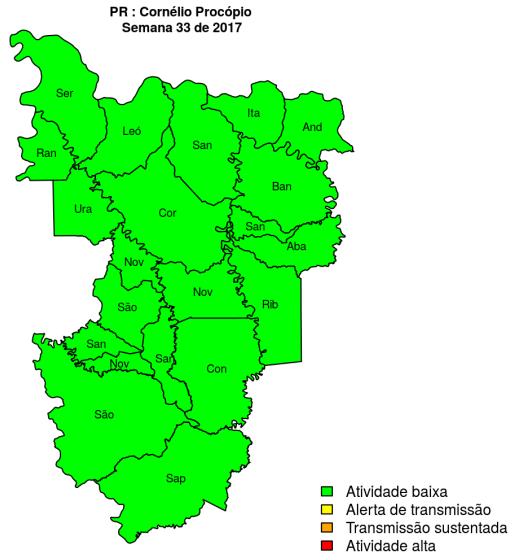 PR : Cornélio Procópio
Semana 33 de 2017
Ser
Leó
Ita
And
San
Ran
Ban
Ura
Cor
San
Aba
Nov
Nov
Rib
São
San
San
Nov
Con
São
Sap
Atividade baixa
Alerta de transmissão
Transmissão sustentada
Atividade alta